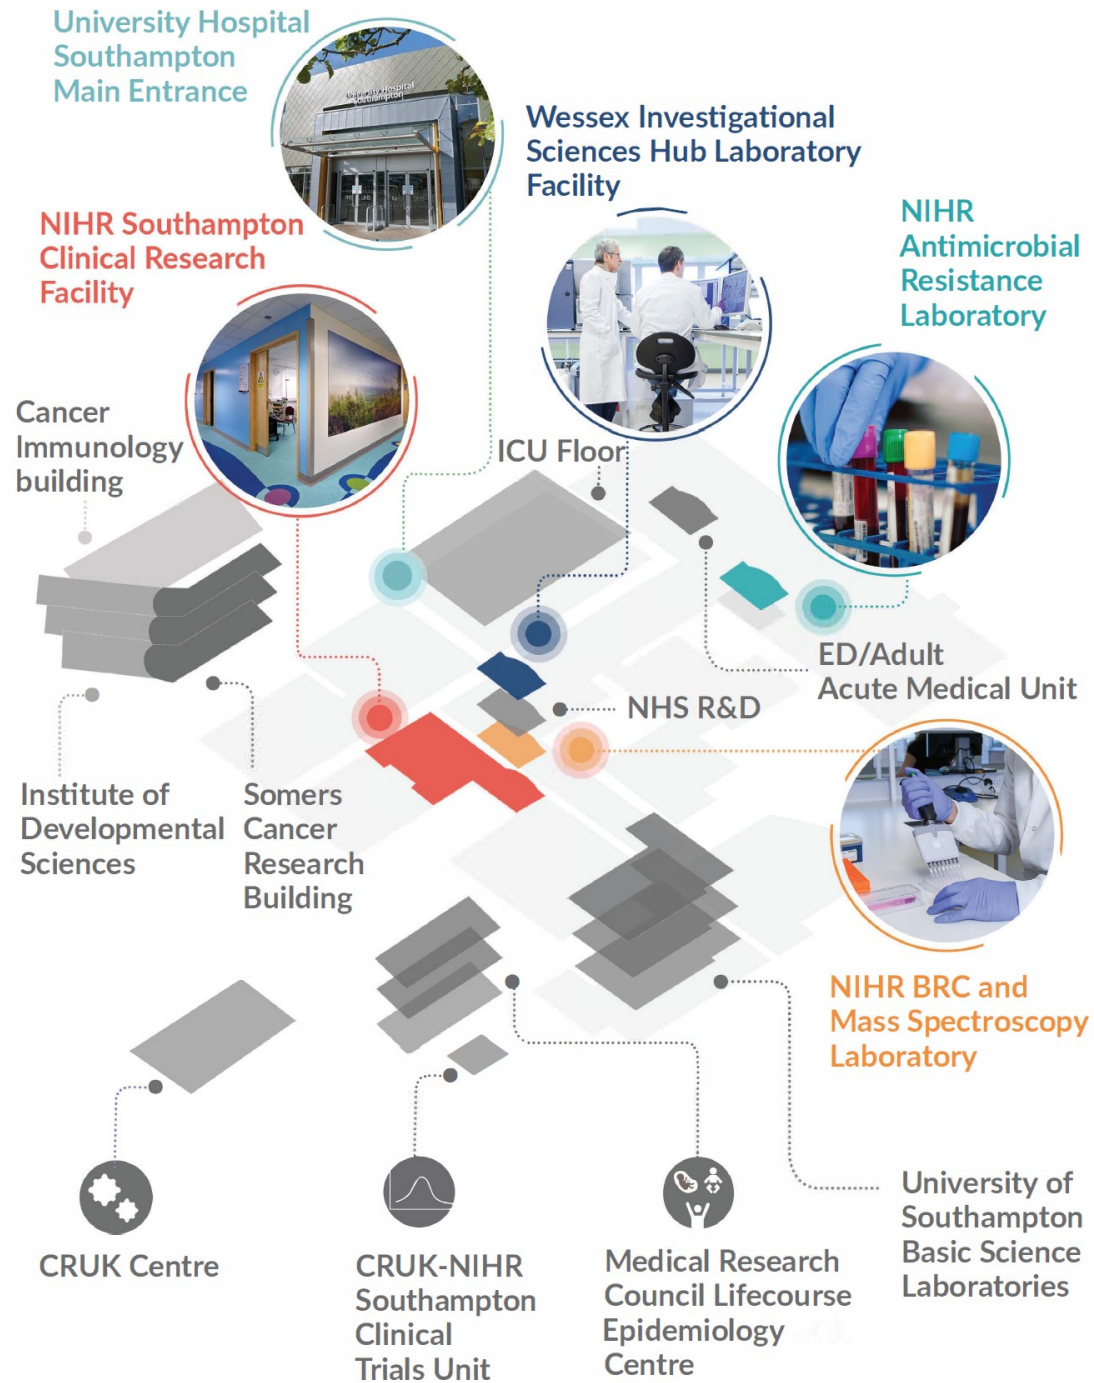 University Hospital
Southampton
Main Entrance
University Hospital
Southampton
Wessex Investigational
Sciences Hub Laboratory
Facility
NIHR Southampton
Clinical Research
Facility
NIHR
Antimicrobial
Resistance
Laboratory
Cancer
Immunology
building
ICU Floor
ED/Adult
Acute Medical Unit
NHS R&D
Institute of
Developmental
Sciences
Somers
Cancer
Research
Building
NIHR BRC and
Mass Spectroscopy
Laboratory
CRUK Centre
CRUK-NIHR
Southampton
Clinical
Trials Unit
Medical Research
Council Lifecourse
Epidemiology
Centre
University of
Southampton
Basic Science
Laboratories